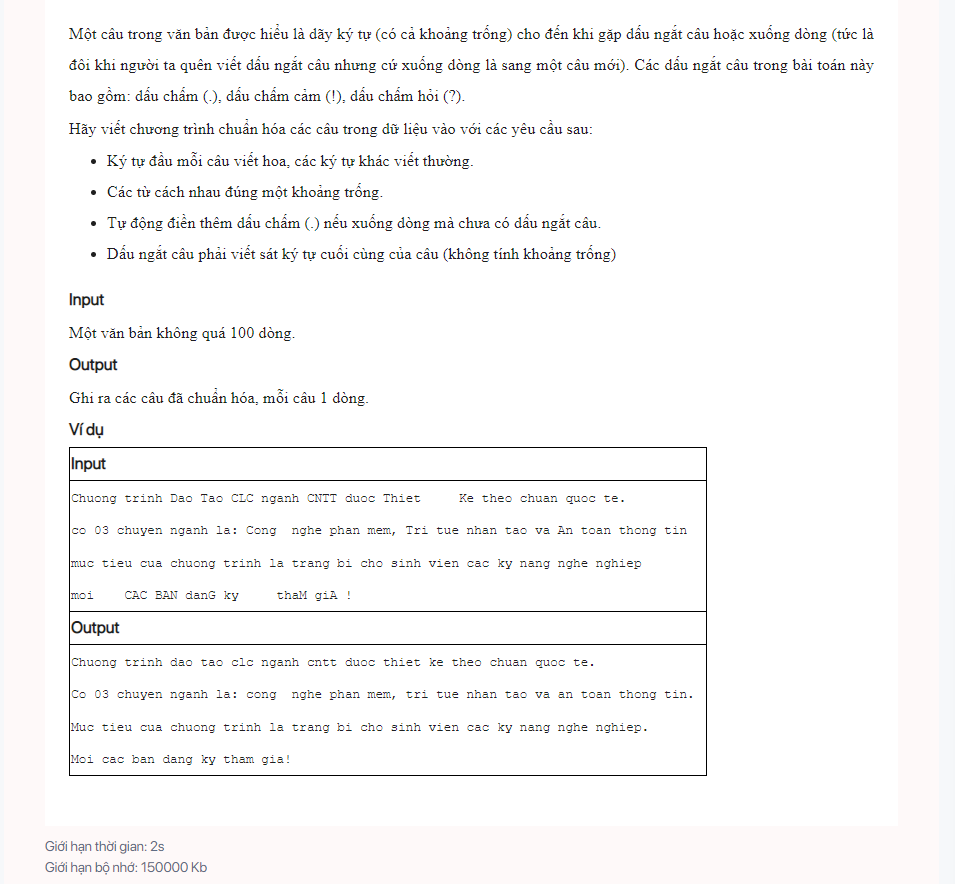 Một câu trong văn bản được hiểu là dãy ký tự (có cả khoảng trống) cho đến khi gặp dấu ngắt câu hoặc xuống dòng (tức là
đôi khi người ta quên viết dấu ngắt câu nhưng cứ xuống dòng là sang một câu mới). Các dấu ngắt câu trong bài toán này
bao gồm: dấu chấm (.), dấu chấm cảm (!), dấu chấm hỏi (?).
Hãy viết chương trình chuẩn hóa các câu trong dữ liệu vào với các yêu cầu sau:
• Ký tự đầu mỗi câu viết hoa, các ký tự khác viết thường.
• Các từ cách nhau đúng một khoảng trống.
• Tự động điền thêm dấu chấm (.) nếu xuống dòng mà chưa có dấu ngắt câu.
• Dấu ngắt câu phải viết sát ký tự cuối cùng của câu (không tính khoảng trống)
Input
Một văn bản không quá 100 dòng.
Output
Ghi ra các câu đã chuẩn hóa, mỗi câu 1 dòng.
Ví dụ
Input
Chuong trinh Dao Tao CLC nganh CNTT duoc Thiet     Ke theo chuan quoc te.
co 03 chuyen nganh la: Cong  nghe phan mem, Tri tue nhan tao va An toan thong tin
muc tieu cua chuong trinh la trang bi cho sinh vien cac ky nang nghe nghiep
moi    CAC BAN danG ky     thaM giA !
Output
Chuong trinh dao tao clc nganh cntt duoc thiet ke theo chuan quoc te.
Co 03 chuyen nganh la: cong  nghe phan mem, tri tue nhan tao va an toan thong tin.
Muc tieu cua chuong trinh la trang bi cho sinh vien cac ky nang nghe nghiep.
Moi cac ban dang ky tham gia!
Giới hạn thời gian: 2s
Giới hạn bộ nhớ: 150000 Kb